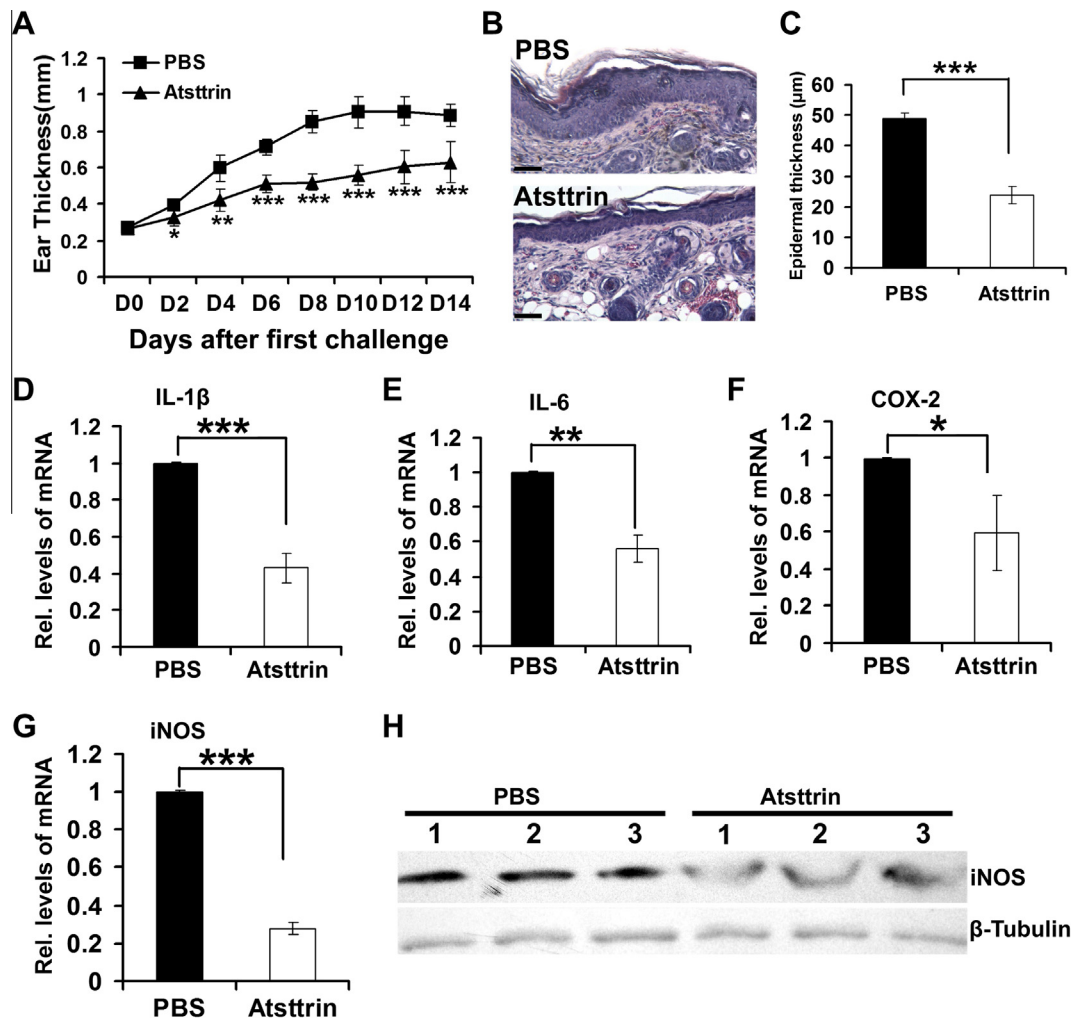 A
1.2
1
0.8
0.6
0.4
0.2
0
Ear Thickness(mm)
PBS
Atsttrin
*
**
***
***
***
***
***
D0 D2 D4 D6 D8 D10 D12 D14
Days after first challenge
B
PBS
Atsttrin
C
60
50
40
30
20
10
0
Epidermal thickness (µm)
***
PBS Atsttrin
D
IL-1β
1.2
1
0.8
0.6
0.4
0.2
0
Rel. levels of mRNA
***
PBS Atsttrin
E
IL-6
1.2
1
0.8
0.6
0.4
0.2
0
Rel. levels of mRNA
**
PBS Atsttrin
F
COX-2
1.2
1
0.8
0.6
0.4
0.2
0
Rel. levels of mRNA
*
PBS Atsttrin
G
iNOS
1.2
1
0.8
0.6
0.4
0.2
0
Rel. levels of mRNA
***
PBS Atsttrin
H
PBS Atsttrin
1 2 3 1 2 3
iNOS
β-Tubulin